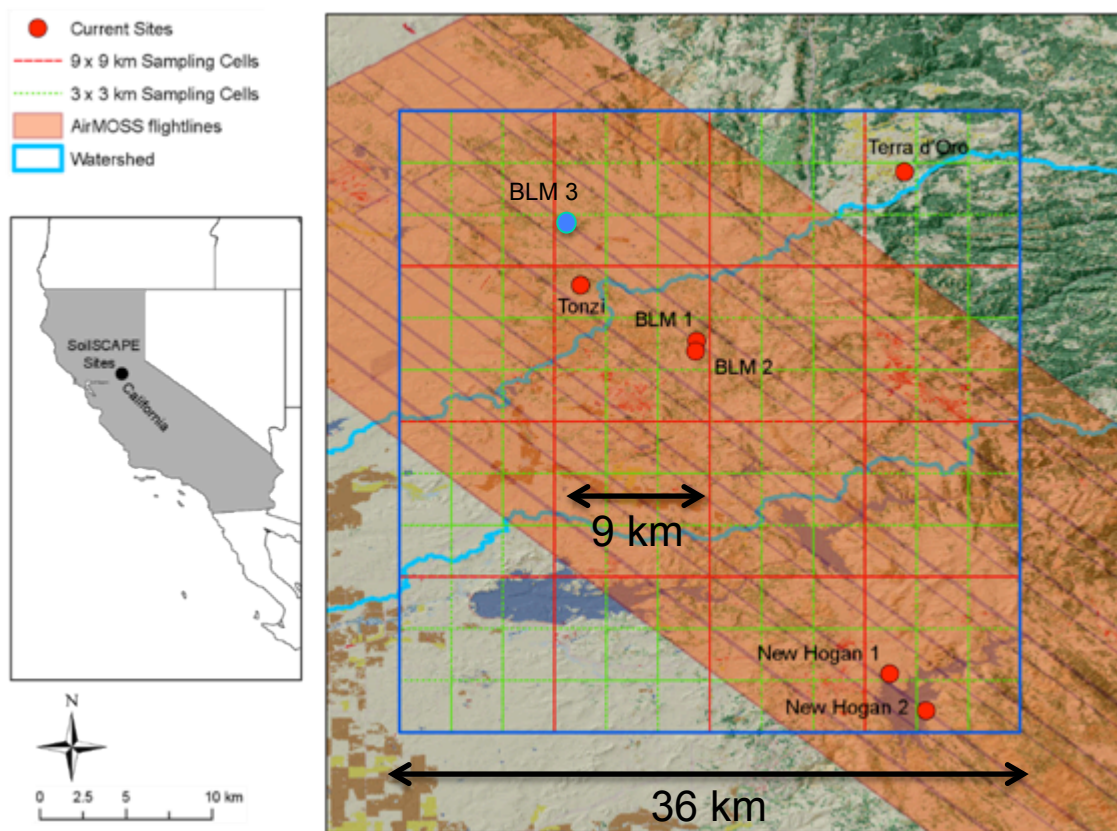 Current Sites
9 x 9 km Sampling Cells
3 x 3 km Sampling Cells
AirMOSS flightlines
Watershed
SoilSCAPE
Sites
California
N
0 2.5 5 10 km
Terra d'Oro
BLM 3
Tonzi
BLM 1
BLM 2
9 km
New Hogan 1
New Hogan 2
36 km